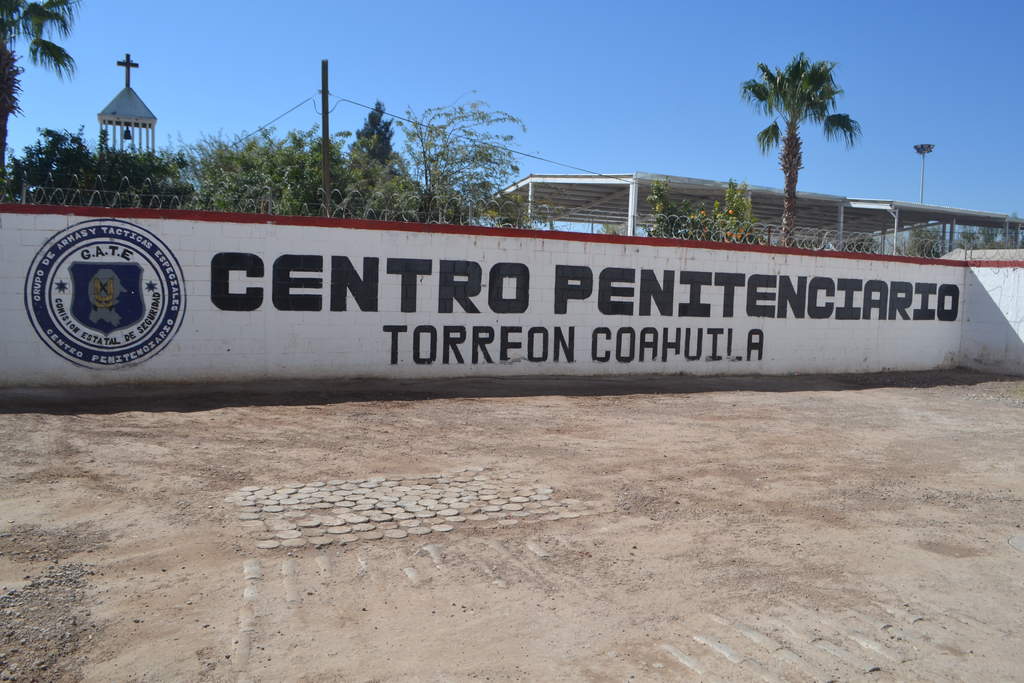 GRUPO DE ARMAS Y TACTICAS ESPECIALES
G.A.T.E
COMISION ESTATAL DE SEGURIDAD
CENTRO PENITENCIARIO
CENTRO PENITENCIARIO
TORREON COAHUILA